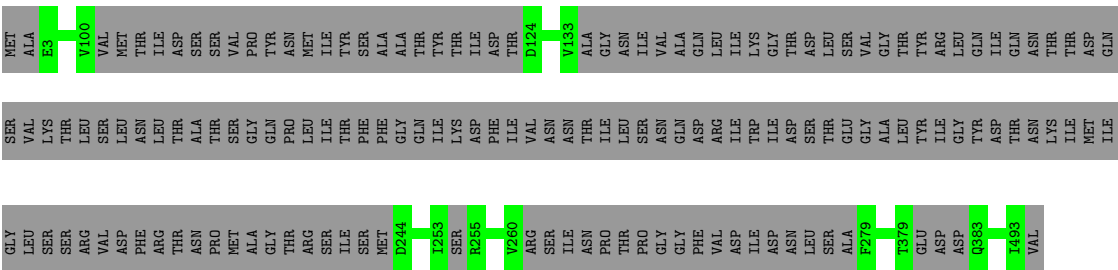 MET ALA E3 V100 VAL MET THR ILE ASP SER SER VAL PRO TYR ASN MET ILE TYR SER ALA ALA THR TYR THR ILE ASP THR D124 V133 ALA GLY ASN ILE VAL ALA GLN LEU ILE LYS GLY THR ASP LEU SER VAL GLY THR TYR ARG LEU GLN ILE GLN ASN THR THR ASP GLN
SER VAL LYS THR LEU SER LEU ASN LEU THR ALA THR SER GLY GLN PRO LEU ILE THR PHE PHE GLY GLN ILE LYS ASP PHE ILE VAL ASN ASN THR ILE LEU SER ASN GLN ASP ARG ILE TRP ILE ASP SER THR GLU GLY ALA LEU TYR ILE GLY TYR ASP THR ASN LYS ILE MET ILE
GLY LEU SER SER ARG VAL ASP PHE ARG THR ASN PRO MET ALA GLY THR ARG SER ILE SER MET D244 I253 SER R255 V260 ARG SER ILE ASN PRO THR PRO GLY GLY PHE VAL ASP ILE ASP ASN LEU SER ALA F279 T379 GLU ASP ASP Q383 I493 VAL